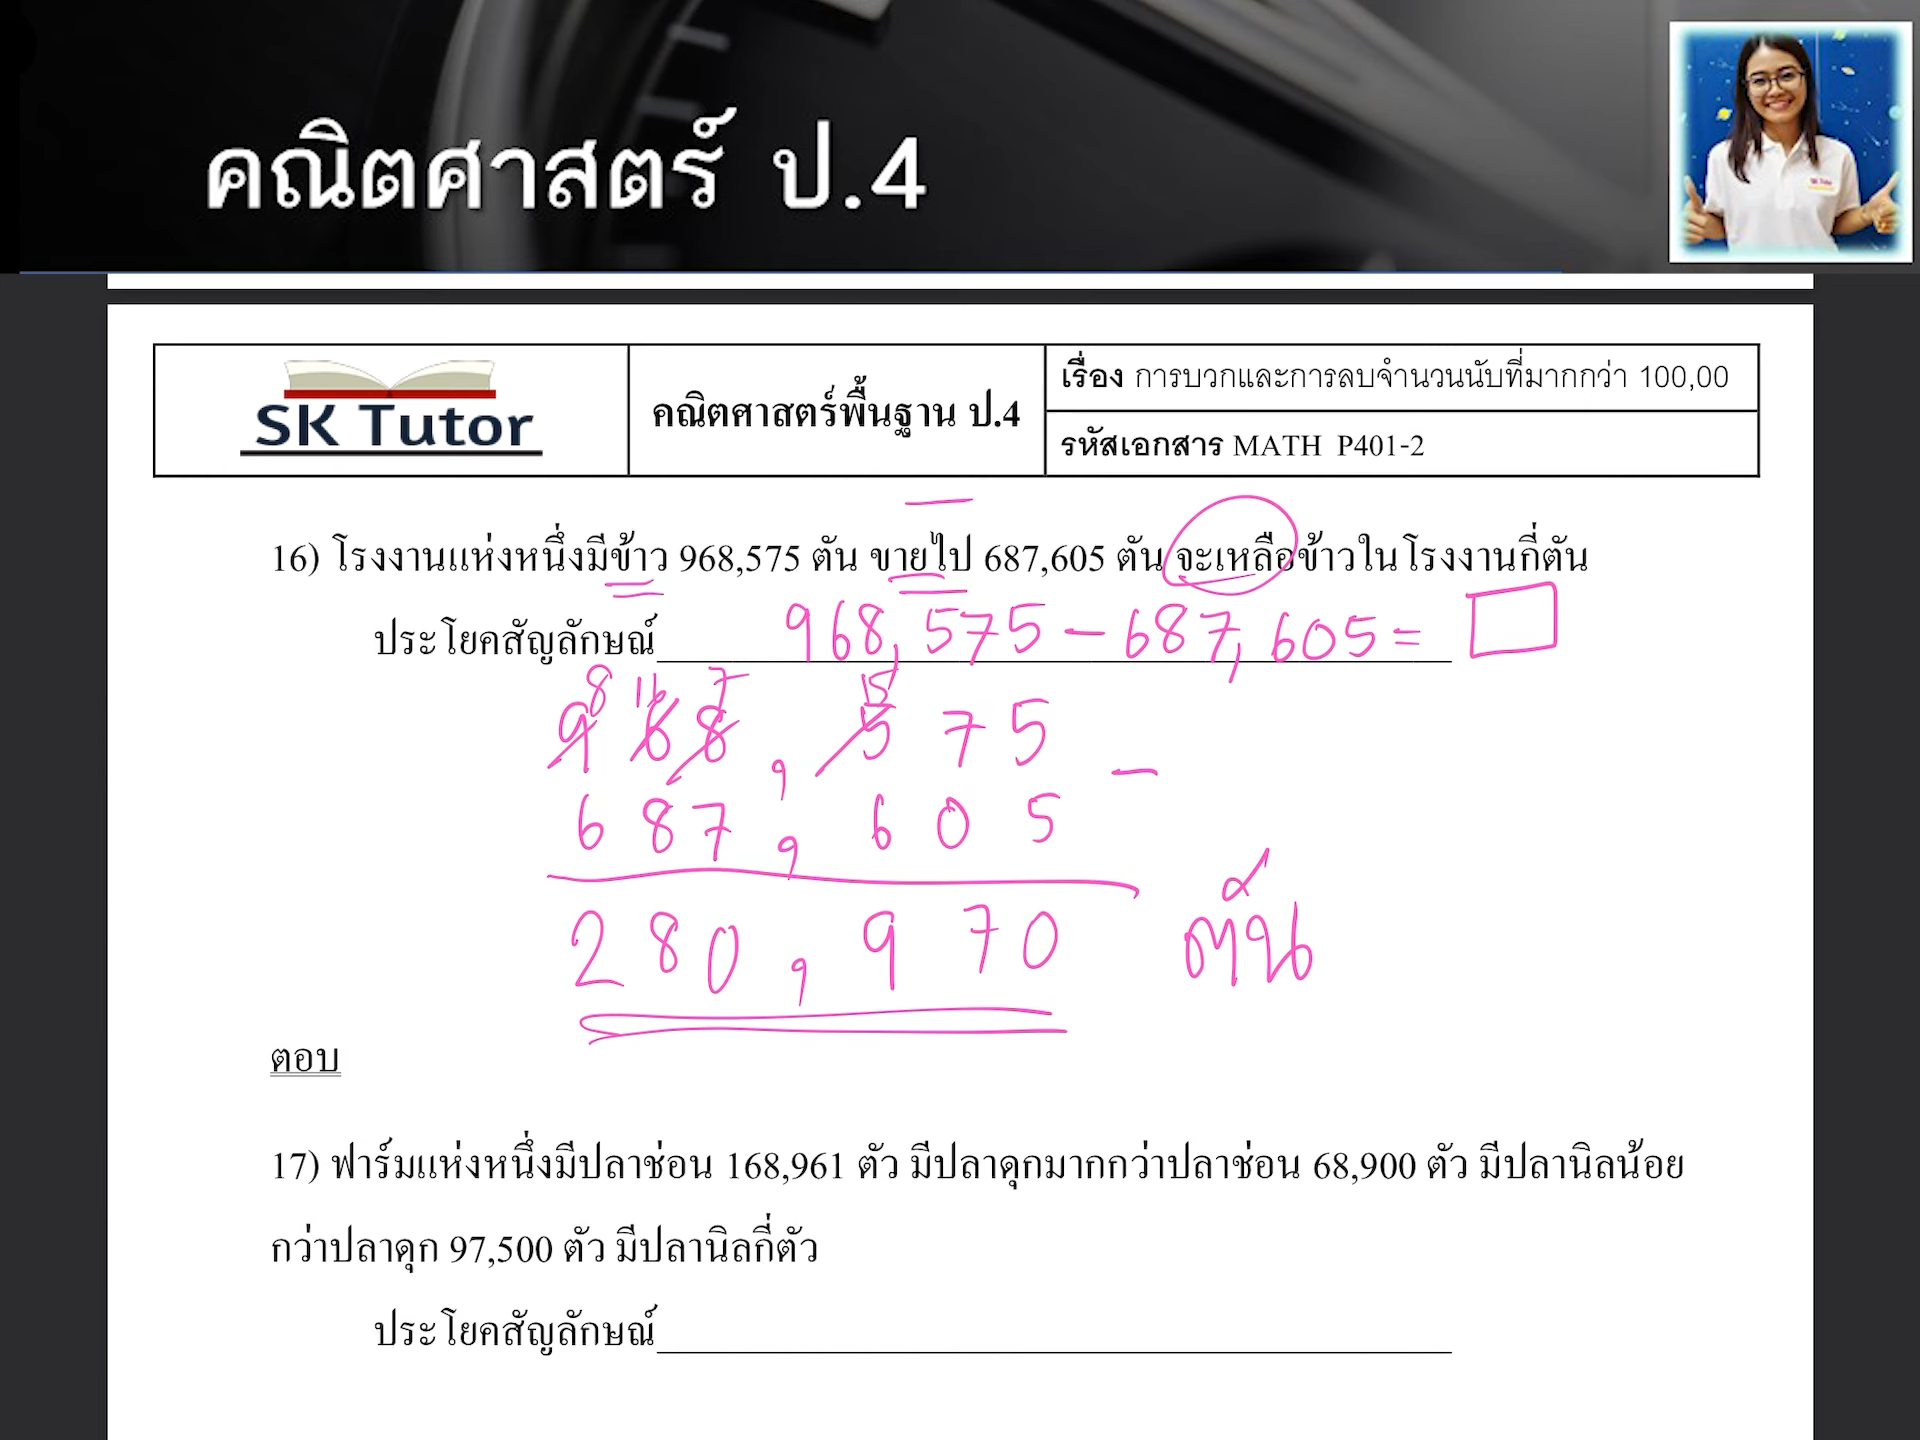 คณิตศาสตร์ ป.4
SK Tutor
คณิตศาสตร์พื้นฐาน ป.4
เรื่อง การบวกและการลบจำนวนนับที่มากกว่า 100,00
รหัสเอกสาร MATH P401-2
16) โรงงานแห่งหนึ่งมีข้าว 968,575 ตัน ขายไป 687,605 ตัน จะเหลือข้าวในโรงงานกี่ตัน
ประโยคสัญลักษณ์ 968,575 - 687,605 =
8 16 7 15
968,575 -
687,605
280,970 ตัน
ตอบ
17) ฟาร์มแห่งหนึ่งมีปลาช่อน 168,961 ตัว มีปลาดุกมากกว่าปลาช่อน 68,900 ตัว มีปลานิลน้อย
กว่าปลาดุก 97,500 ตัว มีปลานิลกี่ตัว
ประโยคสัญลักษณ์